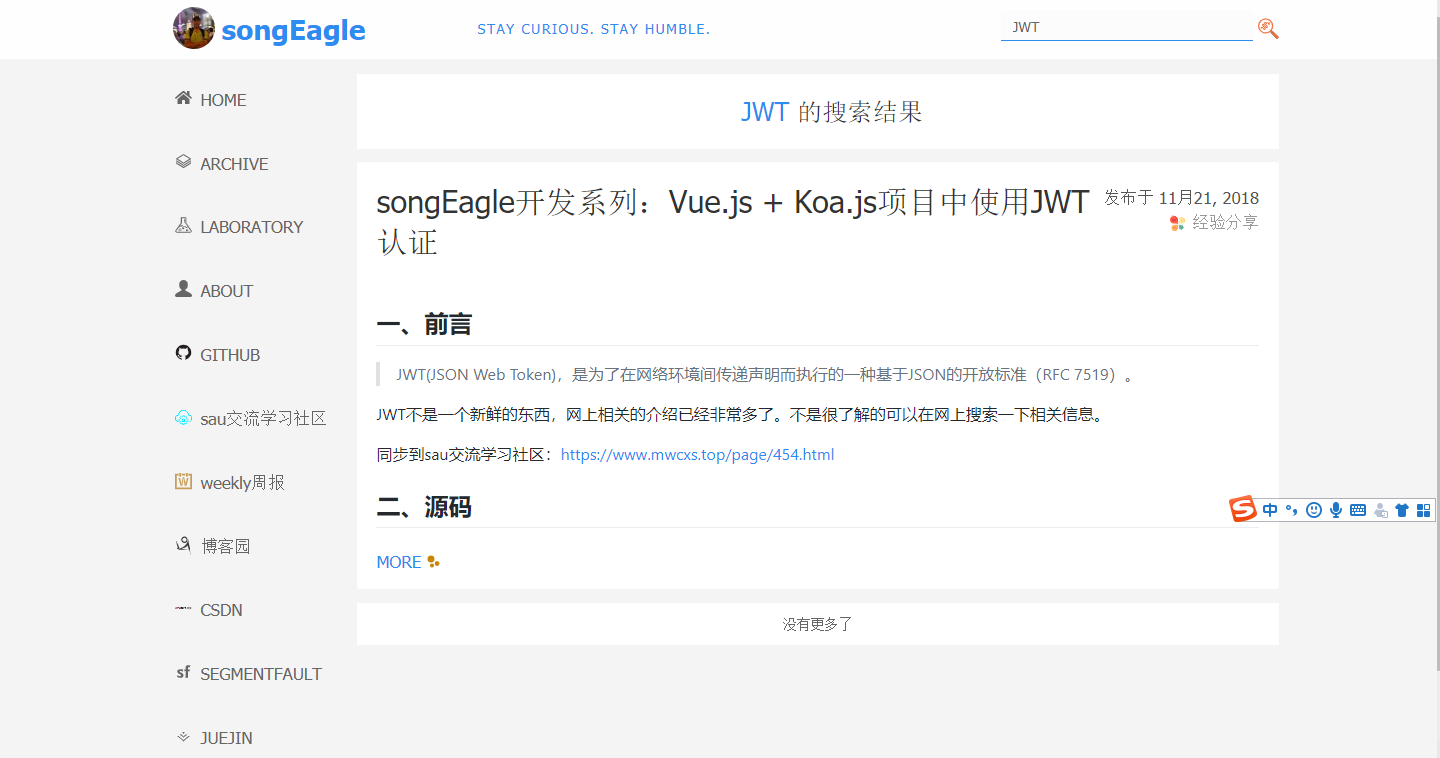 songEagle
STAY CURIOUS. STAY HUMBLE.
JWT
HOME
ARCHIVE
LABORATORY
ABOUT
GITHUB
sau交流学习社区
weekly周报
博客园
CSDN
sf SEGMENTFAULT
JUEJIN
JWT 的搜索结果
songEagle开发系列：Vue.js + Koa.js项目中使用JWT
认证
发布于 11月21, 2018
经验分享
一、前言
JWT(JSON Web Token)，是为了在网络环境间传递声明而执行的一种基于JSON的开放标准（RFC 7519）。
JWT不是一个新鲜的东西，网上相关的介绍已经非常多了。不是很了解的可以在网上搜索一下相关信息。
同步到sau交流学习社区：https://www.mwcxs.top/page/454.html
二、源码
MORE
没有更多了
S 中 °,